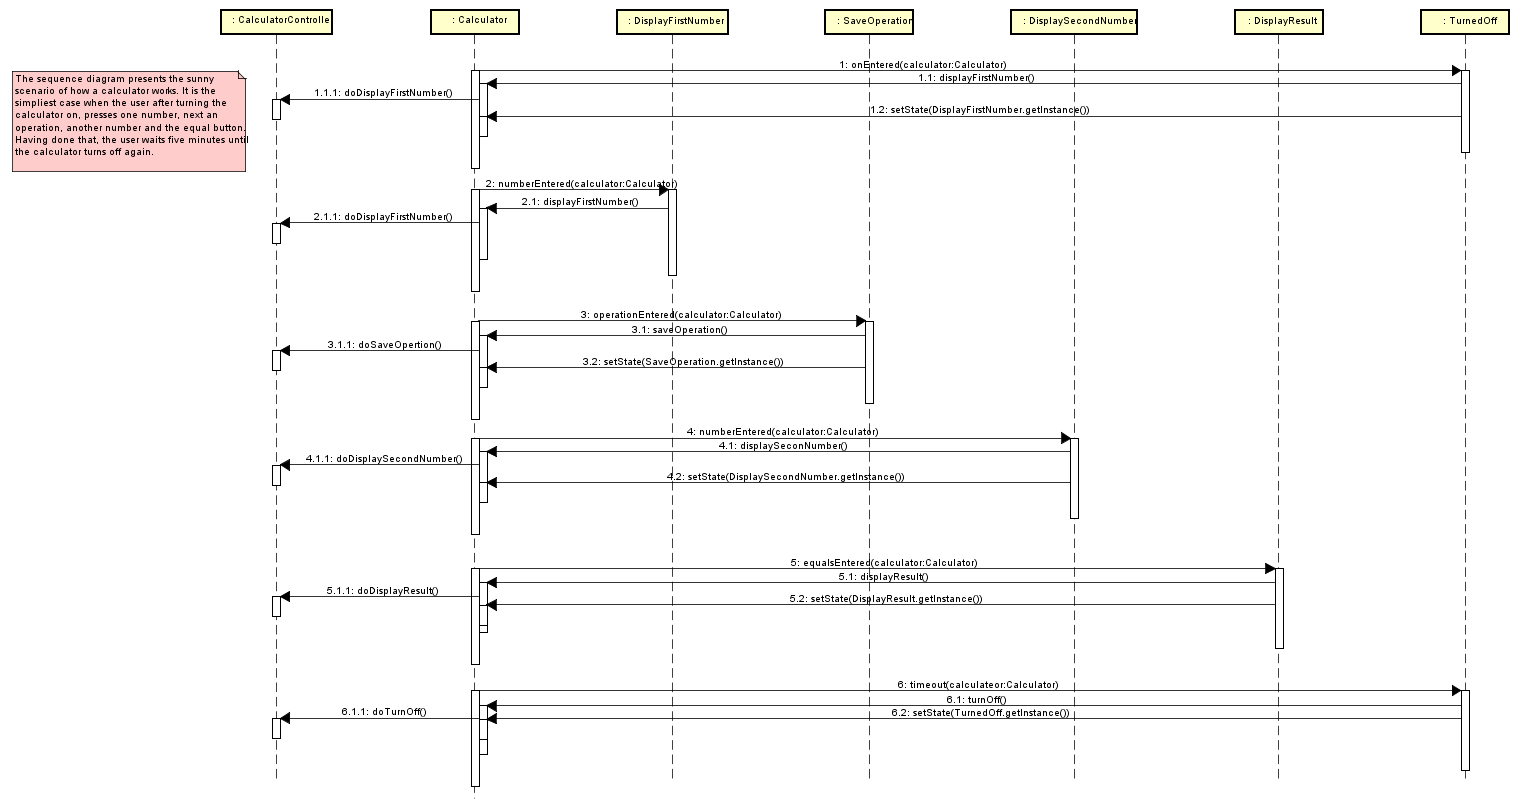 : CalculatorControlle
: Calculator
: DisplayFirstNumber
: SaveOperation
: DisplaySecondNumber
: DisplayResult
: TurnedOff
The sequence diagram presents the sunny
scenario of how a calculator works. It is the
simpliest case when the user after turning the
calculator on, presses one number, next an
operation, another number and the equal button.
Having done that, the user waits five minutes until
the calculator turns off again.
1: onEntered(calculator:Calculator)
1.1: displayFirstNumber()
1.1.1: doDisplayFirstNumber()
1.2: setState(DisplayFirstNumber.getInstance())
2: numberEntered(calculator:Calculator)
2.1: displayFirstNumber()
2.1.1: doDisplayFirstNumber()
3: operationEntered(calculator:Calculator)
3.1: saveOperation()
3.1.1: doSaveOpertion()
3.2: setState(SaveOperation.getInstance())
4: numberEntered(calculator:Calculator)
4.1: displaySeconNumber()
4.1.1: doDisplaySecondNumber()
4.2: setState(DisplaySecondNumber.getInstance())
5: equalsEntered(calculator:Calculator)
5.1: displayResult()
5.1.1: doDisplayResult()
5.2: setState(DisplayResult.getInstance())
6: timeout(calculateor:Calculator)
6.1: turnOff()
6.1.1: doTurnOff()
6.2: setState(TurnedOff.getInstance())